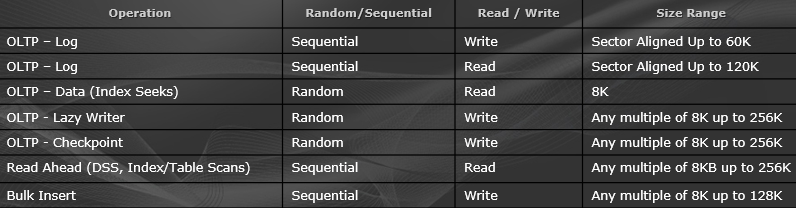 Operation Random/Sequential Read / Write Size Range
OLTP – Log Sequential Write Sector Aligned Up to 60K
OLTP – Log Sequential Read Sector Aligned Up to 120K
OLTP – Data (Index Seeks) Random Read 8K
OLTP - Lazy Writer Random Write Any multiple of 8K up to 256K
OLTP - Checkpoint Random Write Any multiple of 8K up to 256K
Read Ahead (DSS, Index/Table Scans) Sequential Read Any multiple of 8KB up to 256K
Bulk Insert Sequential Write Any multiple of 8K up to 128K